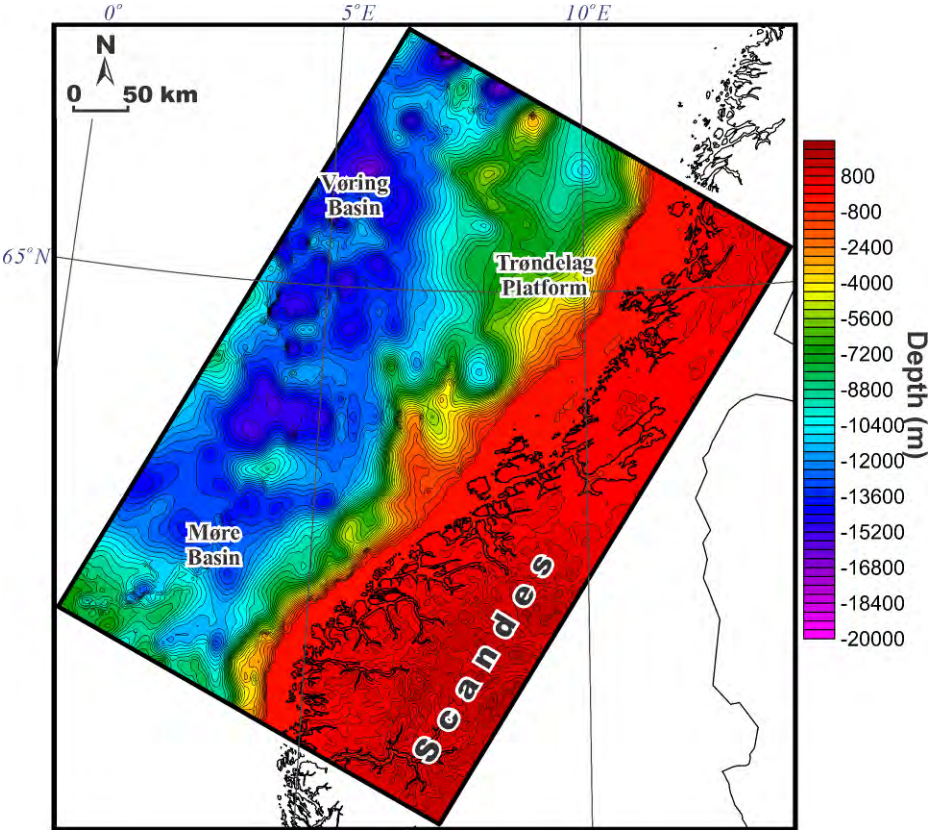 0°
5°E
10°E
N
0 50 km
Vøring
Basin
65°N
Trøndelag
Platform
Møre
Basin
Scandes
800
-800
-2400
-4000
-5600
-7200
-8800
-10400
-12000
-13600
-15200
-16800
-18400
-20000
Depth (m)